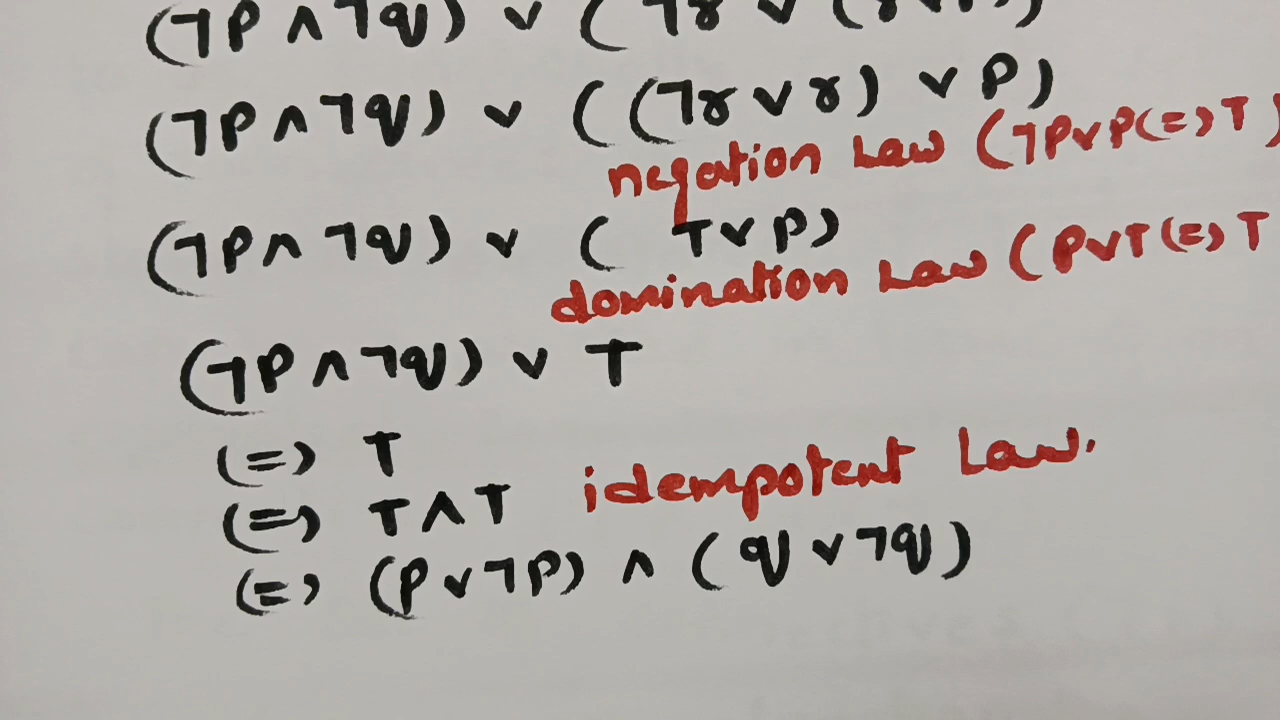 (¬p ∧ ¬q) ∨ (¬r ∨ (r ∨ p))
(¬p ∧ ¬q) ∨ ((¬r ∨ r) ∨ p)
negation Law (¬p∨p(=)T)
(¬p ∧ ¬q) ∨ ( T∨p)
domination Law (p∨T(=)T
(¬p ∧ ¬q) ∨ T
(=) T
(=) T∧T idempotent Law.
(=) (p∨¬p) ∧ (q∨¬q)